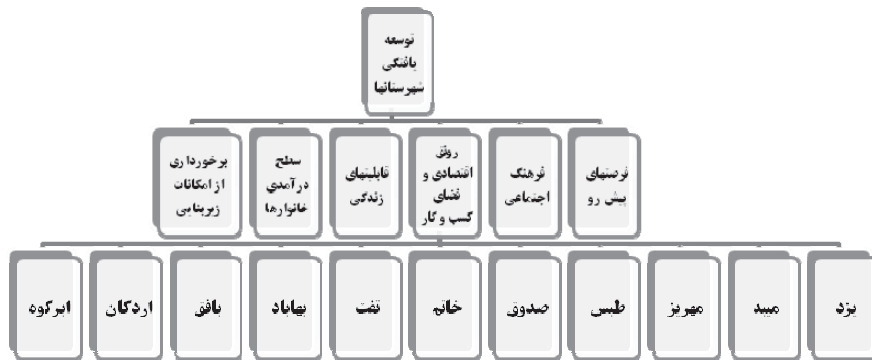 توسعه
یافتگی
شهرستانها
فرصتهای
پیش رو
فرهنگ
اجتماعی
رونق
اقتصادی و
فضای
کسب و کار
قابلیتهای
زندگی
سطح
درآمدی
خانوارها
برخورداری
از امکانات
زیربنایی
یزد
میبد
مهریز
طبس
صدوق
خاتم
تفت
بهاباد
بافق
اردکان
ابرکوه